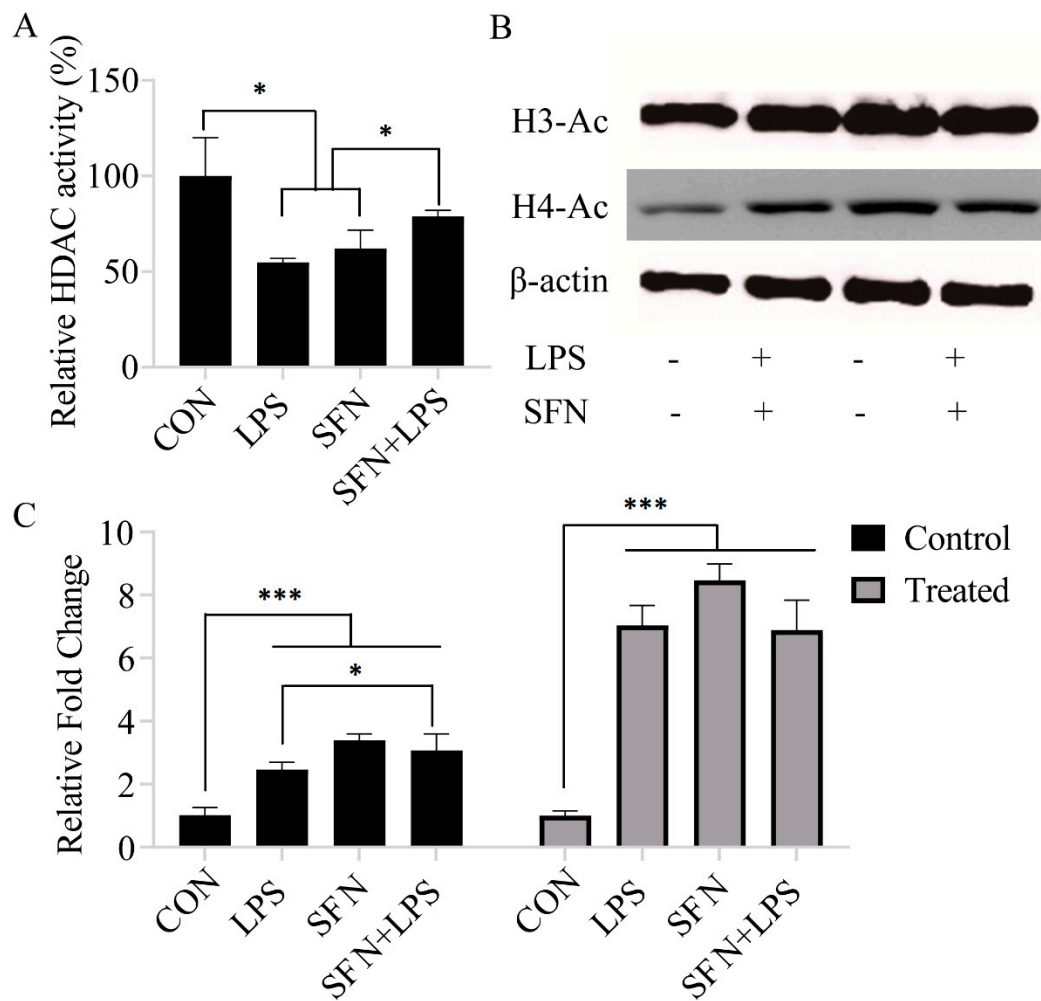 A
Relative HDAC activity (%)
150
100
50
0
*
*
CON
LPS
SFN
SFN+LPS
B
H3-Ac
H4-Ac
β-actin
LPS - + - +
SFN - + - +
C
Relative Fold Change
10
8
6
4
2
0
***
*
***
CON
LPS
SFN
SFN+LPS
CON
LPS
SFN
SFN+LPS
Control
Treated